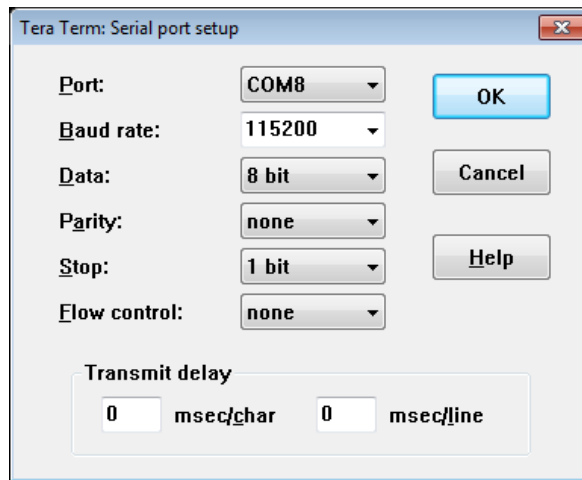 Tera Term: Serial port setup
Port: COM8
OK
Baud rate: 115200
Data: 8 bit
Cancel
Parity: none
Stop: 1 bit
Help
Flow control: none
Transmit delay
0 msec/char 0 msec/line